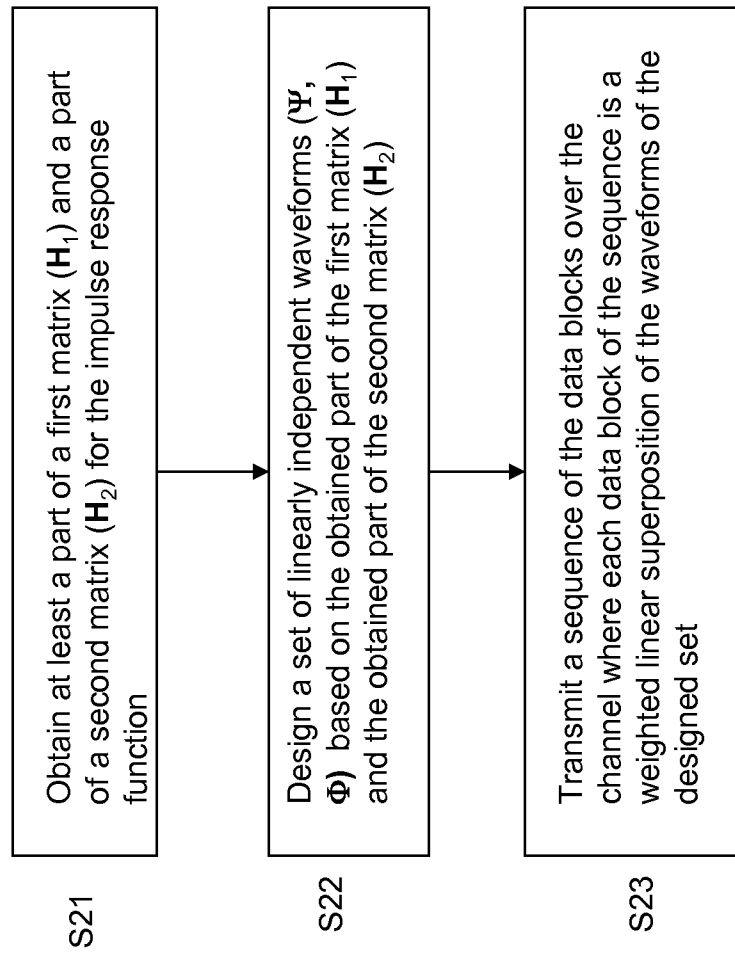 S21
Obtain at least a part of a first matrix (H₁) and a part
of a second matrix (H₂) for the impulse response
function
S22
Design a set of linearly independent waveforms (Ψ,
Φ) based on the obtained part of the first matrix (H₁)
and the obtained part of the second matrix (H₂)
S23
Transmit a sequence of the data blocks over the
channel where each data block of the sequence is a
weighted linear superposition of the waveforms of the
designed set